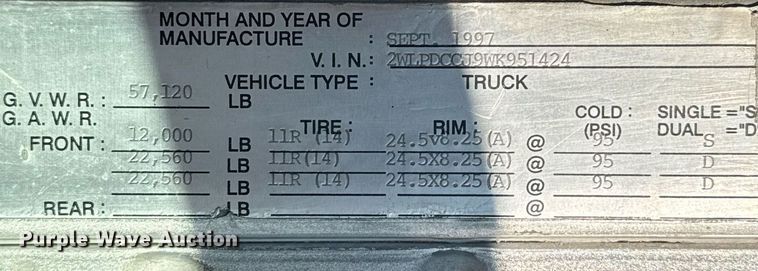 MONTH AND YEAR OF
MANUFACTURE : SEPT. 1997
V. I. N.: 2WLPDCCJ9WK951424
VEHICLE TYPE : TRUCK
G. V. W. R. : 57,120 LB
G. A. W. R.
TIRE: RIM: COLD : (PSI) SINGLE ="S DUAL ="D"
FRONT : 12,000 LB 11R (14) 24.5v8.25(A) @ 95 S
22,560 LB 11R(14) 24.5X8.25(A) @ 95 D
22,560 LB 11R (14) 24.5X8.25(A) @ 95 D
REAR : LB @
Purple Wave Auction